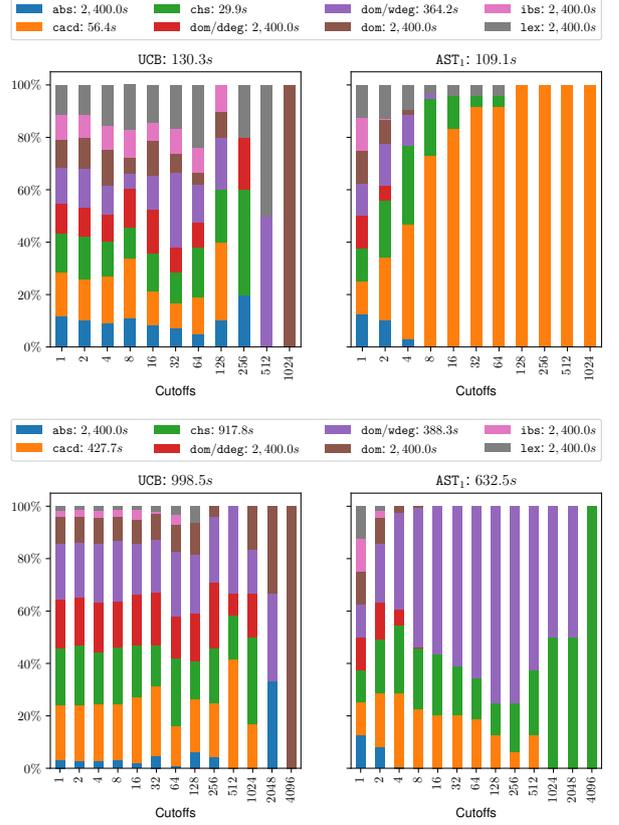 abs: 2,400.0s chs: 29.9s dom/wdeg: 364.2s ibs: 2,400.0s
cacd: 56.4s dom/ddeg: 2,400.0s dom: 2,400.0s lex: 2,400.0s
UCB: 130.3s AST₁: 109.1s
100% 80% 60% 40% 20% 0%
1 2 4 8 16 32 64 128 256 512 1024 1 2 4 8 16 32 64 128 256 512 1024
Cutoffs Cutoffs
abs: 2,400.0s chs: 917.8s dom/wdeg: 388.3s ibs: 2,400.0s
cacd: 427.7s dom/ddeg: 2,400.0s dom: 2,400.0s lex: 2,400.0s
UCB: 998.5s AST₁: 632.5s
100% 80% 60% 40% 20% 0%
1 2 4 8 16 32 64 128 256 512 1024 2048 4096 1 2 4 8 16 32 64 128 256 512 1024 2048 4096
Cutoffs Cutoffs